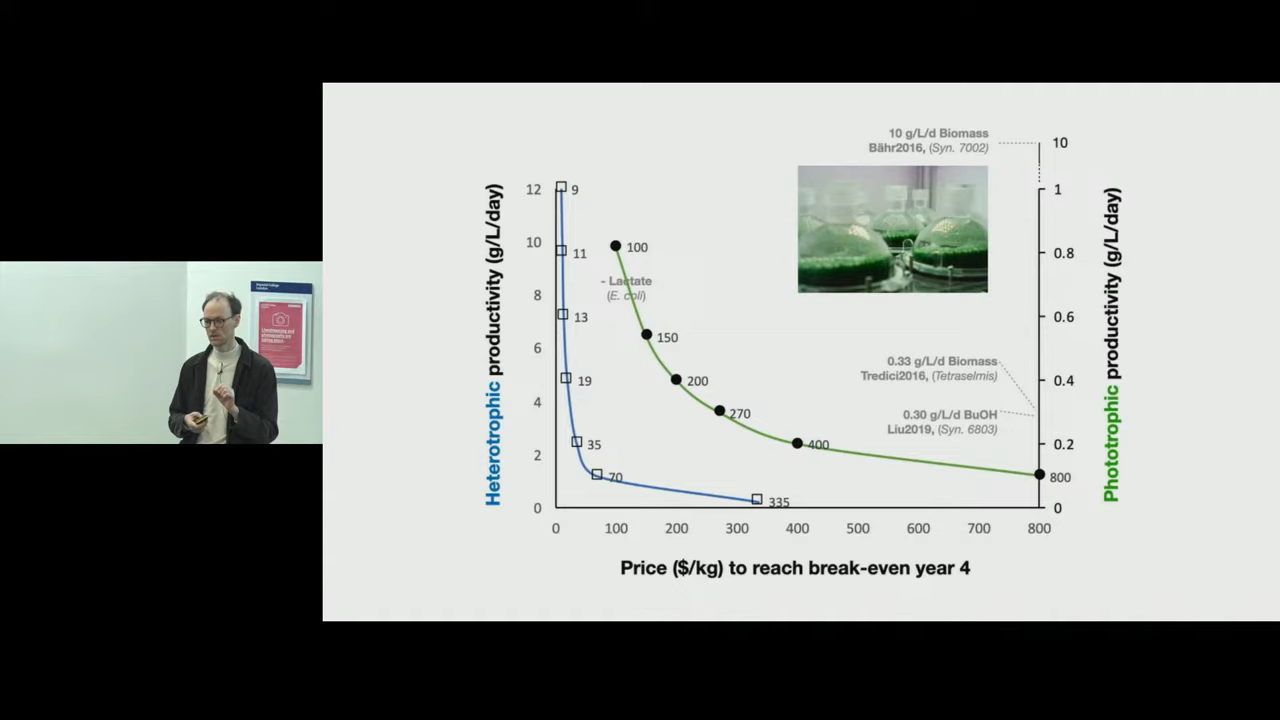 10 g/L/d Biomass
Bähr2016, (Syn. 7002)
Heterotrophic productivity (g/L/day)
12
10
8
6
4
2
0
9
11
13
19
35
70
335
100
- Lactate
(E. coli)
150
200
270
400
800
0.33 g/L/d Biomass
Tredici2016, (Tetraselmis)
0.30 g/L/d BuOH
Liu2019, (Syn. 6803)
10
1
0.8
0.6
0.4
0.2
0
Phototrophic productivity (g/L/day)
0 100 200 300 400 500 600 700 800
Price ($/kg) to reach break-even year 4